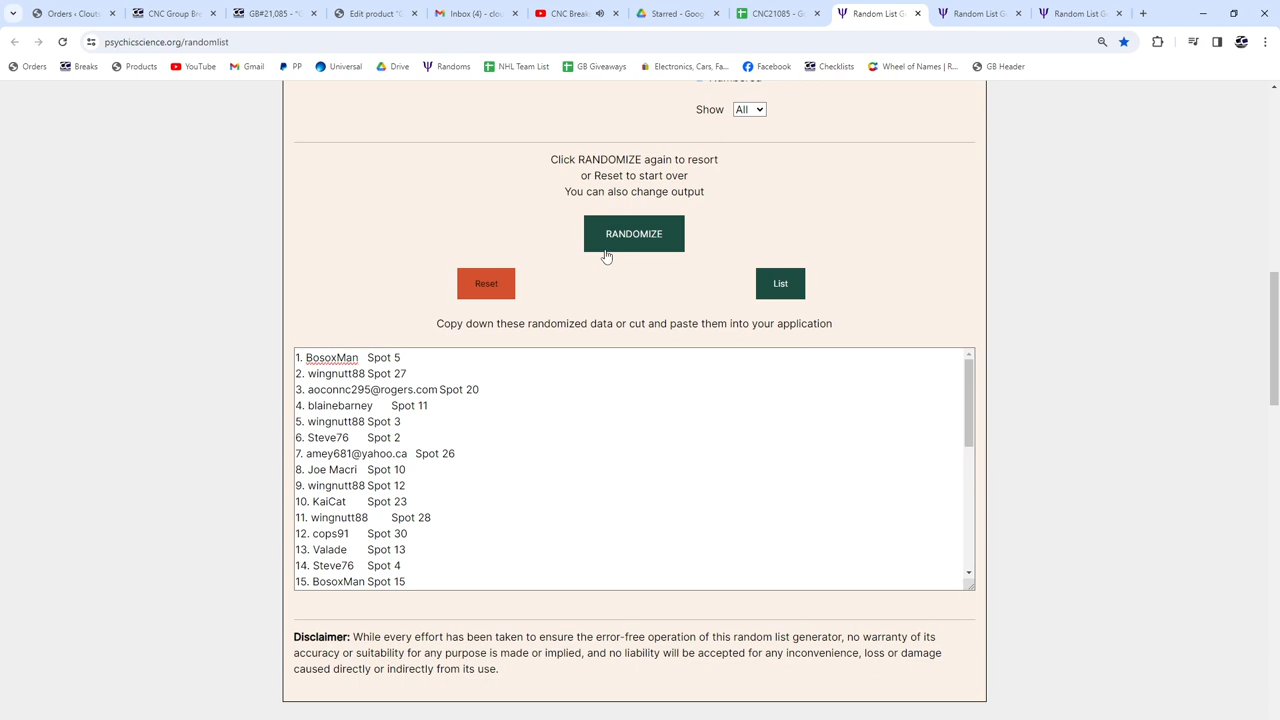 Orders · Clout
CNC Group Bre
GB#21,085 - *
Edit product "C
Inbox (4) - clou
CNC Break
Starred - Goog
CNC21085 - Go
Random List Ge
Random List Ge
Random List Ge
psychicscience.org/randomlist
Orders
Breaks
Products
YouTube
Gmail
PP
Universal
Drive
Randoms
NHL Team List
GB Giveaways
Electronics, Cars, Fa...
Facebook
Checklists
Wheel of Names | R...
GB Header
Numbered
Show All
Click RANDOMIZE again to resort
or Reset to start over
You can also change output
RANDOMIZE
Reset
List
Copy down these randomized data or cut and paste them into your application
1. BosoxMan Spot 5
2. wingnutt88 Spot 27
3. aoconnc295@rogers.com Spot 20
4. blainebarney Spot 11
5. wingnutt88 Spot 3
6. Steve76 Spot 2
7. amey681@yahoo.ca Spot 26
8. Joe Macri Spot 10
9. wingnutt88 Spot 12
10. KaiCat Spot 23
11. wingnutt88 Spot 28
12. cops91 Spot 30
13. Valade Spot 13
14. Steve76 Spot 4
15. BosoxMan Spot 15
Disclaimer: While every effort has been taken to ensure the error-free operation of this random list generator, no warranty of its
accuracy or suitability for any purpose is made or implied, and no liability will be accepted for any inconvenience, loss or damage
caused directly or indirectly from its use.